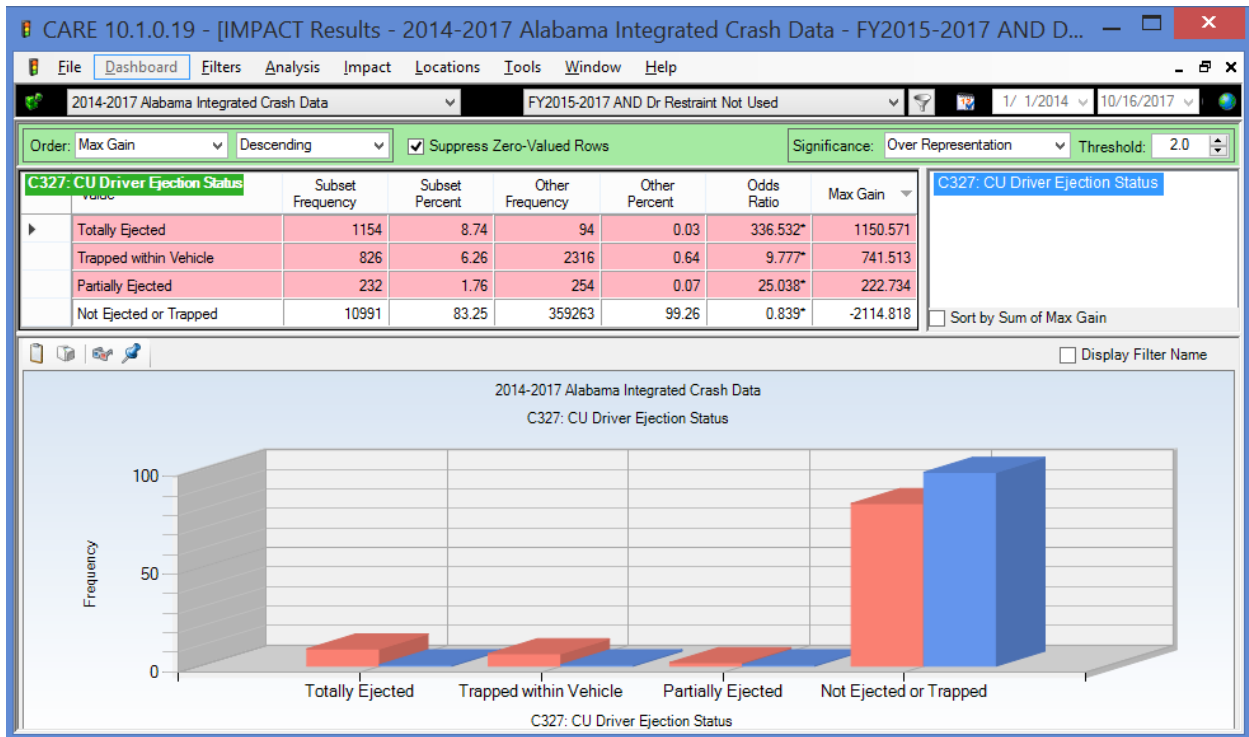 CARE 10.1.0.19 - [IMPACT Results - 2014-2017 Alabama Integrated Crash Data - FY2015-2017 AND D...
File Dashboard Filters Analysis Impact Locations Tools Window Help
2014-2017 Alabama Integrated Crash Data FY2015-2017 AND Dr Restraint Not Used 1/ 1/2014 10/16/2017
Order: Max Gain Descending Suppress Zero-Valued Rows Significance: Over Representation Threshold: 2.0
C327: CU Driver Ejection Status Subset Frequency Subset Percent Other Frequency Other Percent Odds Ratio Max Gain C327: CU Driver Ejection Status
Totally Ejected 1154 8.74 94 0.03 336.532* 1150.571
Trapped within Vehicle 826 6.26 2316 0.64 9.777* 741.513
Partially Ejected 232 1.76 254 0.07 25.038* 222.734
Not Ejected or Trapped 10991 83.25 359263 99.26 0.839* -2114.818 Sort by Sum of Max Gain
Display Filter Name
2014-2017 Alabama Integrated Crash Data
C327: CU Driver Ejection Status
100
50
0
Frequency
Totally Ejected Trapped within Vehicle Partially Ejected Not Ejected or Trapped
C327: CU Driver Ejection Status